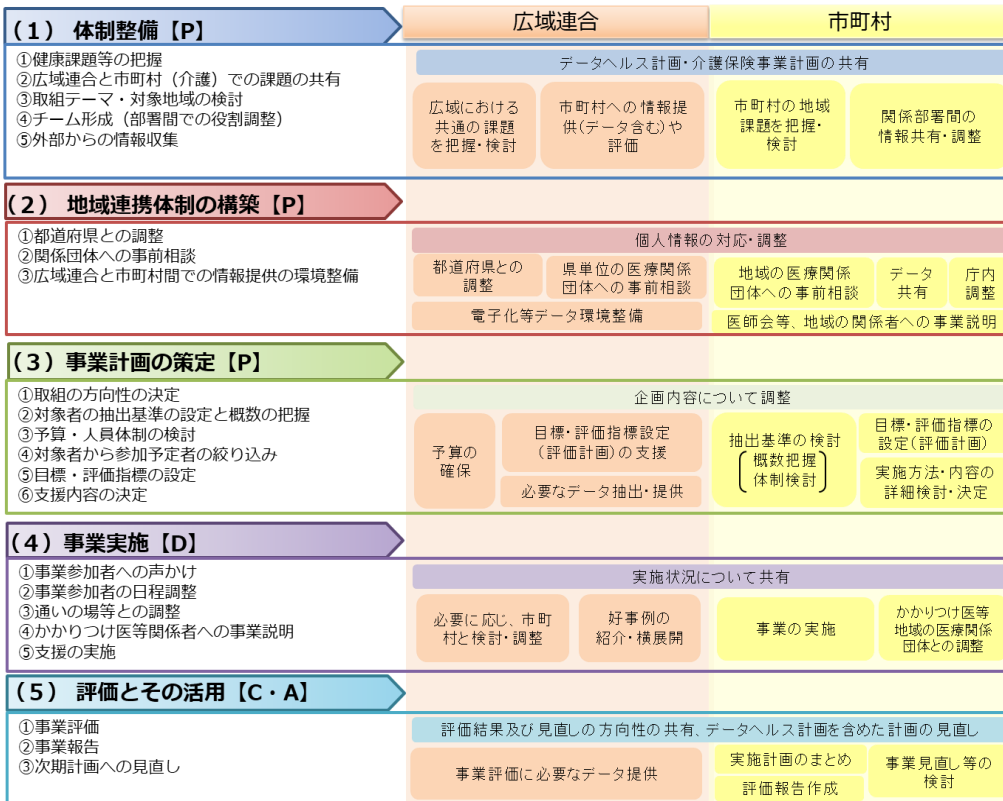 広域連合
市町村
（１） 体制整備【P】
①健康課題等の把握
②広域連合と市町村（介護）での課題の共有
③取組テーマ・対象地域の検討
④チーム形成（部署間での役割調整）
⑤外部からの情報収集
データヘルス計画・介護保険事業計画の共有
広域における
共通の課題
を把握・検討
市町村への情報提
供(データ含む)や
評価
市町村の地域
課題を把握・
検討
関係部署間の
情報共有・調整
（２） 地域連携体制の構築【P】
①都道府県との調整
②関係団体への事前相談
③広域連合と市町村間での情報提供の環境整備
個人情報の対応・調整
都道府県との
調整
県単位の医療関係
団体への事前相談
地域の医療関係
団体への事前相談
データ
共有
庁内
調整
電子化等データ環境整備
医師会等、地域の関係者への事業説明
（３）事業計画の策定【P】
①取組の方向性の決定
②対象者の抽出基準の設定と概数の把握
③予算・人員体制の検討
④対象者から参加予定者の絞り込み
⑤目標・評価指標の設定
⑥支援内容の決定
企画内容について調整
予算の
確保
目標・評価指標設定
(評価計画)の支援
必要なデータ抽出・提供
抽出基準の検討
概数把握
体制検討
目標・評価指標の
設定(評価計画)
実施方法・内容の
詳細検討・決定
（４）事業実施【D】
①事業参加者への声かけ
②事業参加者の日程調整
③通いの場等との調整
④かかりつけ医等関係者への事業説明
⑤支援の実施
実施状況について共有
必要に応じ、市町
村と検討・調整
好事例の
紹介・横展開
事業の実施
かかりつけ医等
地域の医療関係
団体との調整
（５） 評価とその活用【C・A】
①事業評価
②事業報告
③次期計画への見直し
評価結果及び見直しの方向性の共有、データヘルス計画を含めた計画の見直し
事業評価に必要なデータ提供
実施計画のまとめ
評価報告作成
事業見直し等の
検討